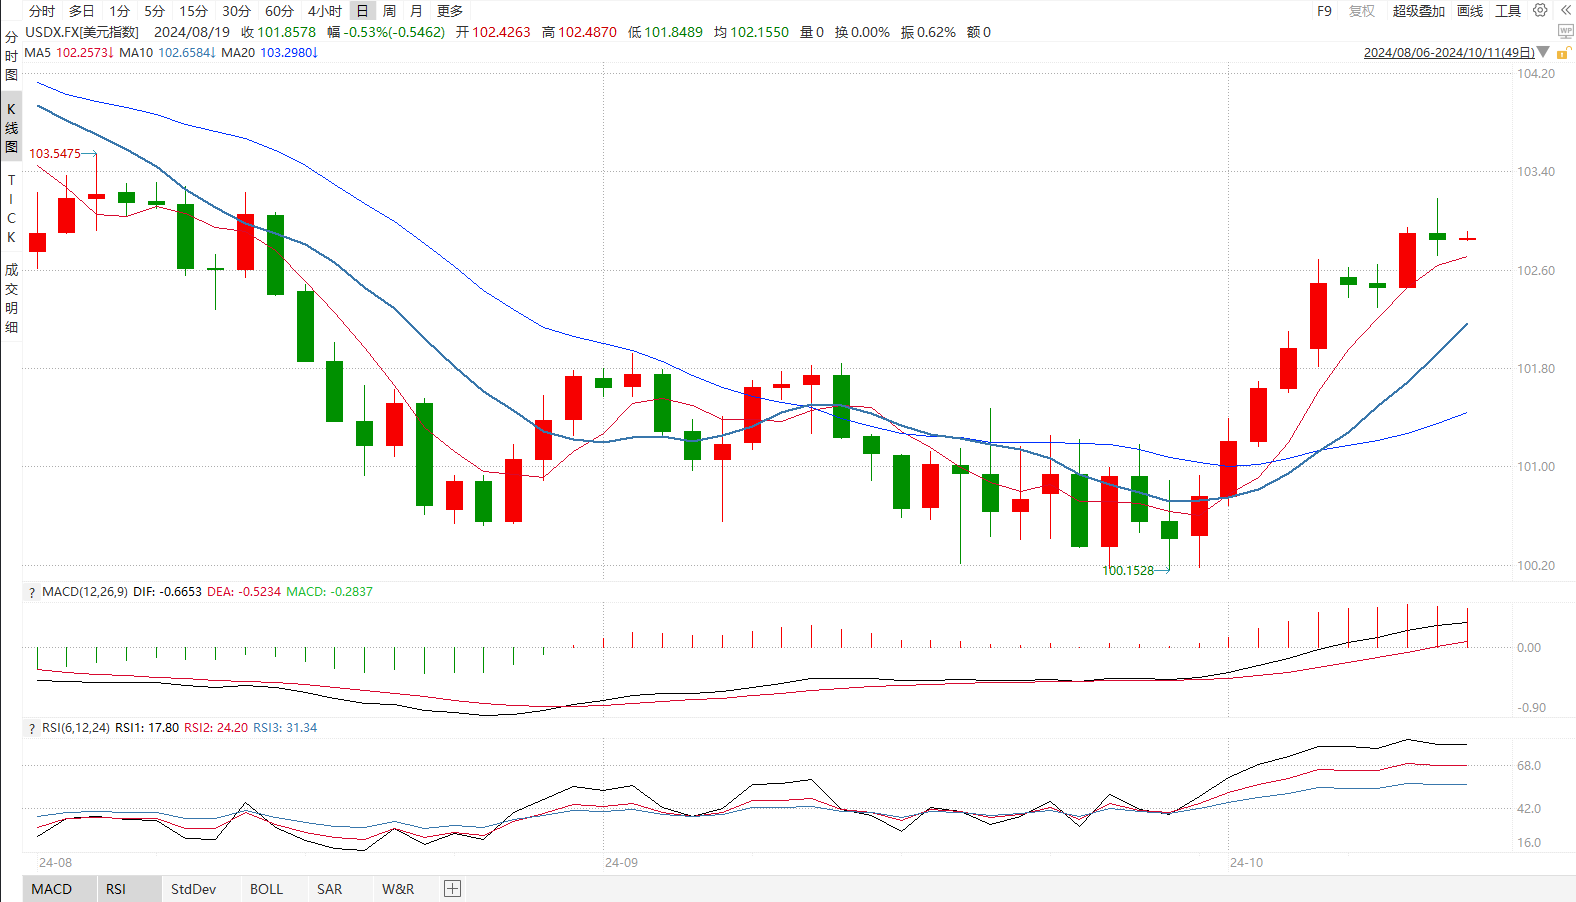 分时 多日 1分 5分 15分 30分 60分 4小时 日 周 月 更多 F9 复权 超级叠加 画线 工具
USDX.FX[美元指数] 2024/08/19 收 101.8578 幅 -0.53%(-0.5462) 开 102.4263 高 102.4870 低 101.8489 均 102.1550 量 0 换 0.00% 振 0.62% 额 0
WP
MA5 102.2573↓ MA10 102.6584↓ MA20 103.2980↓ 2024/08/06-2024/10/11(49日)
分时图
K线图
TICK
成交明细
104.20
103.5475
103.40
102.60
101.80
101.00
100.20
100.1528
? MACD(12,26,9) DIF: -0.6653 DEA: -0.5234 MACD: -0.2837
0.00
-0.90
? RSI(6,12,24) RSI1: 17.80 RSI2: 24.20 RSI3: 31.34
68.0
42.0
16.0
24-08 24-09 24-10
MACD RSI StdDev BOLL SAR W&R